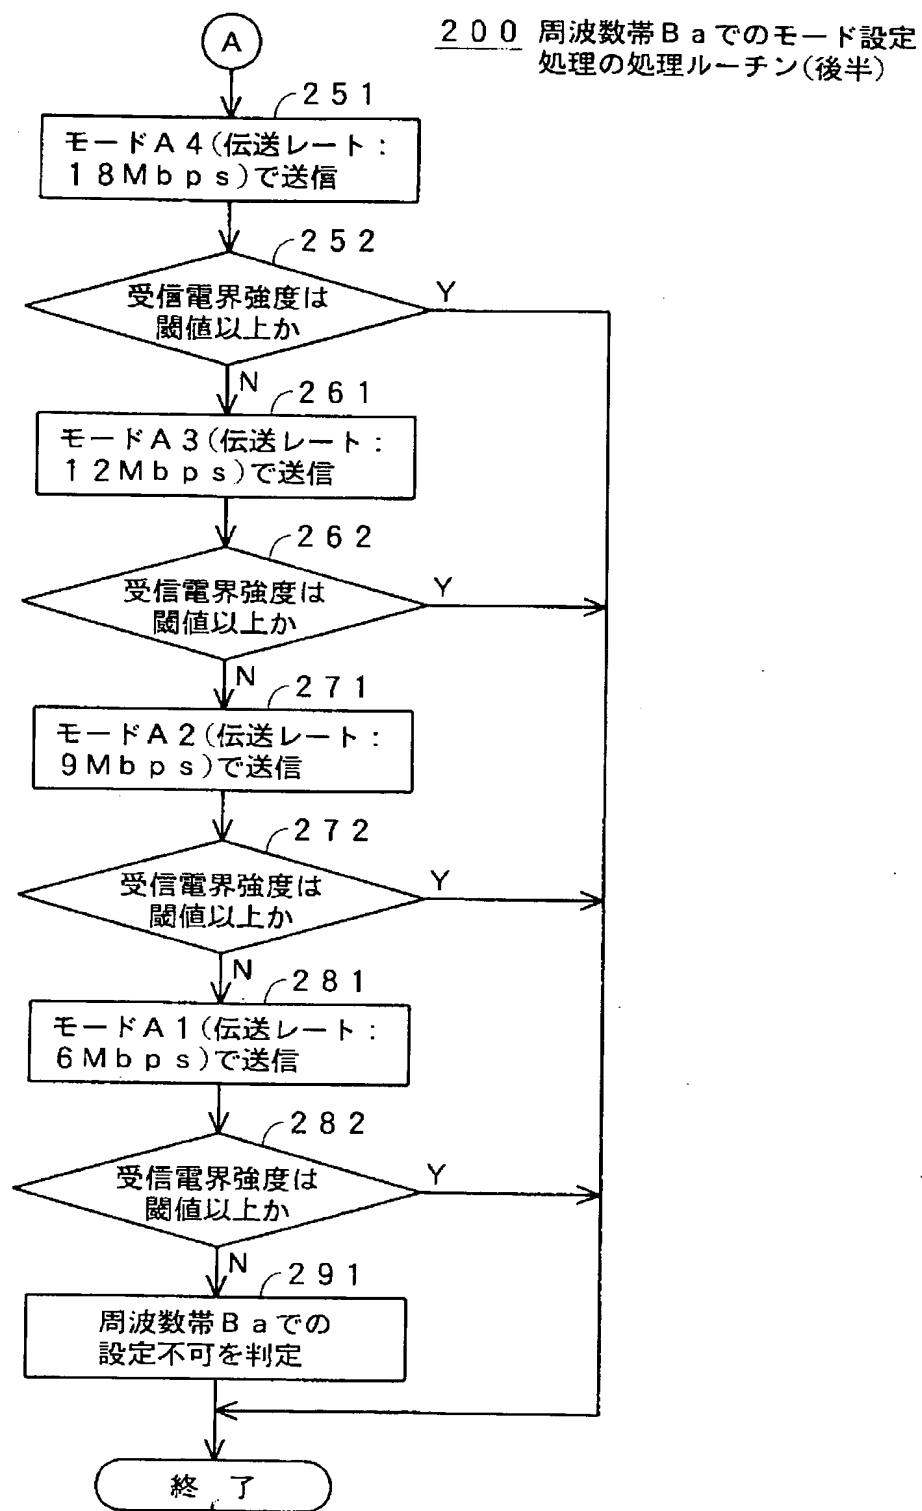 200 周波数帯Baでのモード設定
処理の処理ルーチン(後半)
A
251
モードA4(伝送レート:
18Mbps)で送信
252
受信電界強度は
閾値以上か
Y
N
261
モードA3(伝送レート:
12Mbps)で送信
262
受信電界強度は
閾値以上か
Y
N
271
モードA2(伝送レート:
9Mbps)で送信
272
受信電界強度は
閾値以上か
Y
N
281
モードA1(伝送レート:
6Mbps)で送信
282
受信電界強度は
閾値以上か
Y
N
291
周波数帯Baでの
設定不可を判定
終了